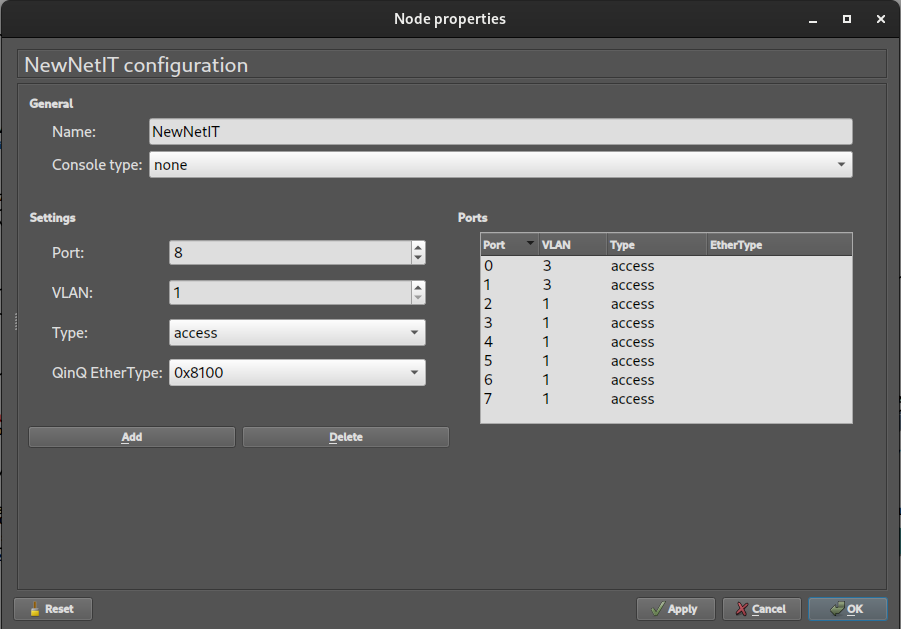 Node properties
NewNetIT configuration
General
Name: NewNetIT
Console type: none
Settings
Port: 8
VLAN: 1
Type: access
QinQ EtherType: 0x8100
Add Delete
Ports
Port VLAN Type EtherType
0 3 access
1 3 access
2 1 access
3 1 access
4 1 access
5 1 access
6 1 access
7 1 access
Reset Apply Cancel OK